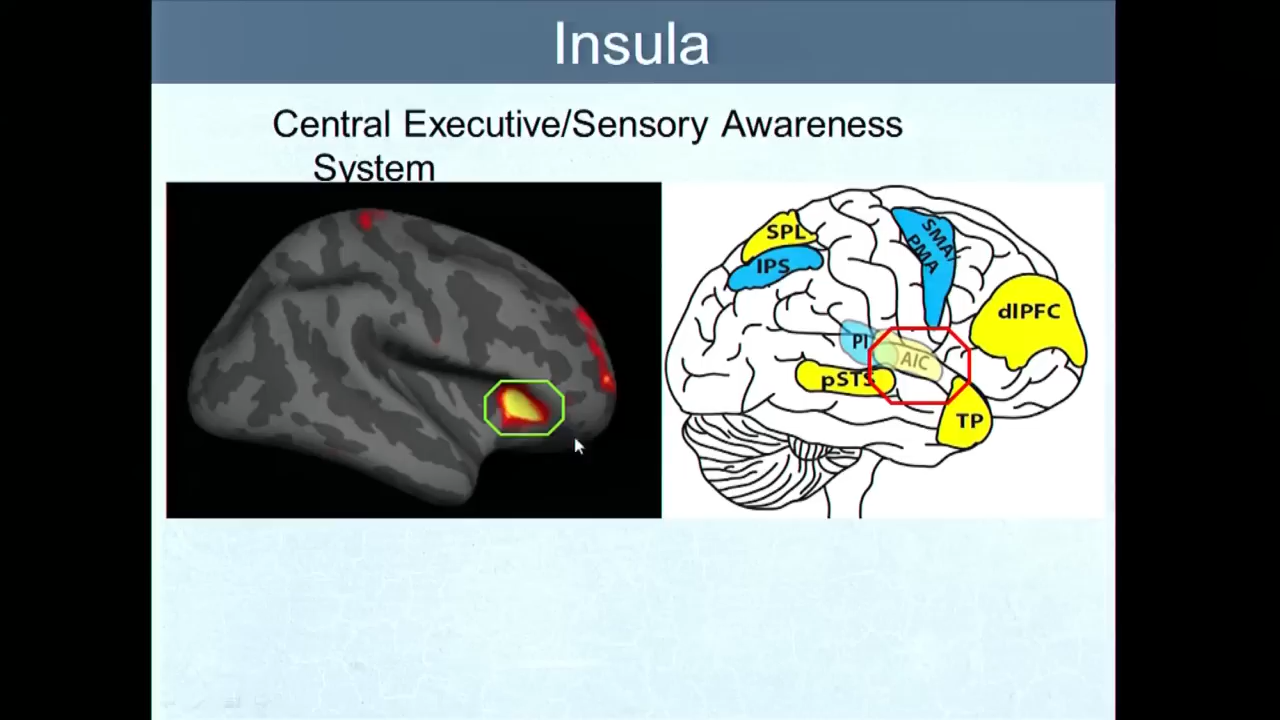 Insula
Central Executive/Sensory Awareness
System
SPL
IPS
SMA/
PMA
dlPFC
PI
AIC
pSTS
TP